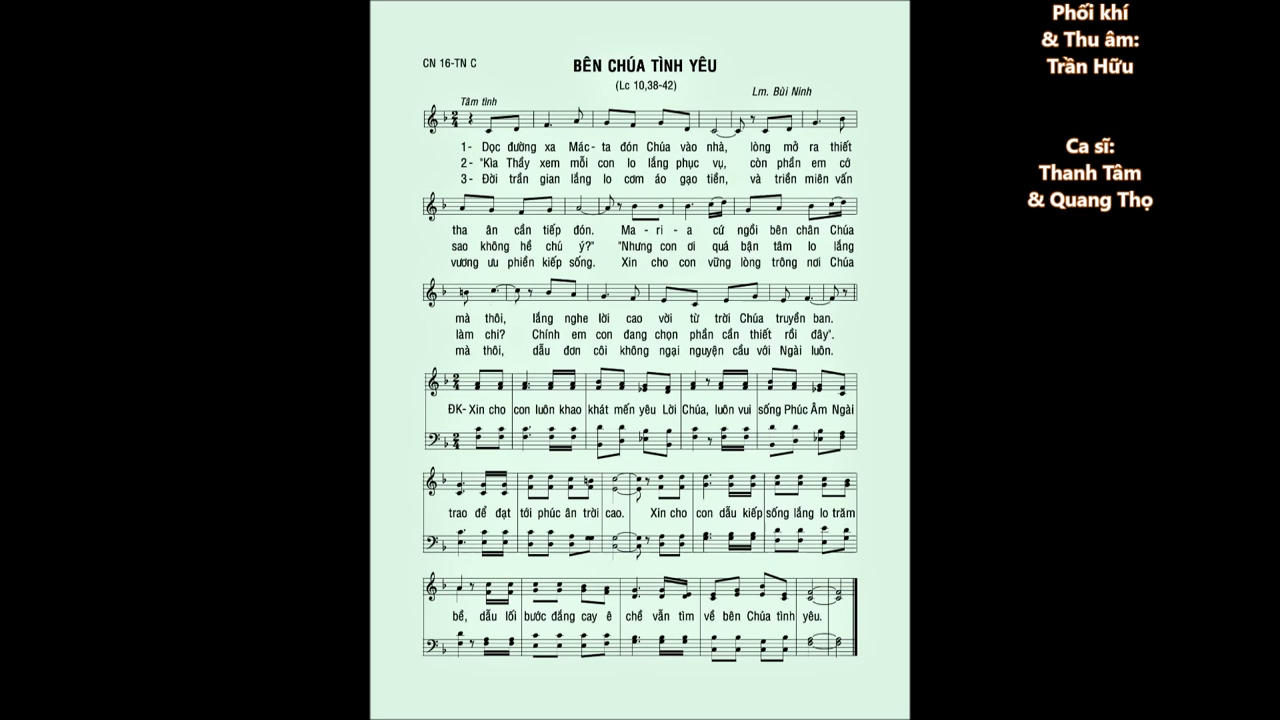 Phối khí
& Thu âm:
Trần Hữu
Ca sĩ:
Thanh Tâm
& Quang Thọ
CN 16-TN C
BÊN CHÚA TÌNH YÊU
(Lc 10,38-42)
Lm. Bùi Ninh
Tâm tình
1- Dọc đường xa Mác-ta đón Chúa vào nhà, lòng mở ra thiết
2- "Kìa Thầy xem mỗi con lo lắng phục vụ, còn phần em cớ
3- Đời trần gian lắng lo cơm áo gạo tiền, và triền miên vấn
tha ân cần tiếp đón. Ma-ri-a cứ ngồi bên chân Chúa
sao không hề chú ý?" "Nhưng con ơi quá bận tâm lo lắng
vương ưu phiền kiếp sống. Xin cho con vững lòng trông nơi Chúa
mà thôi, lắng nghe lời cao vời từ trời Chúa truyền ban.
làm chi? Chính em con đang chọn phần cần thiết rồi đây".
mà thôi, dẫu đơn côi không ngại nguyện cầu với Ngài luôn.
ĐK- Xin cho con luôn khao khát mến yêu Lời Chúa, luôn vui sống Phúc Âm Ngài
trao để đạt tới phúc ân trời cao. Xin cho con dẫu kiếp sống lắng lo trăm
bề, dẫu lối bước đắng cay ê chề vẫn tìm về bên Chúa tình yêu.